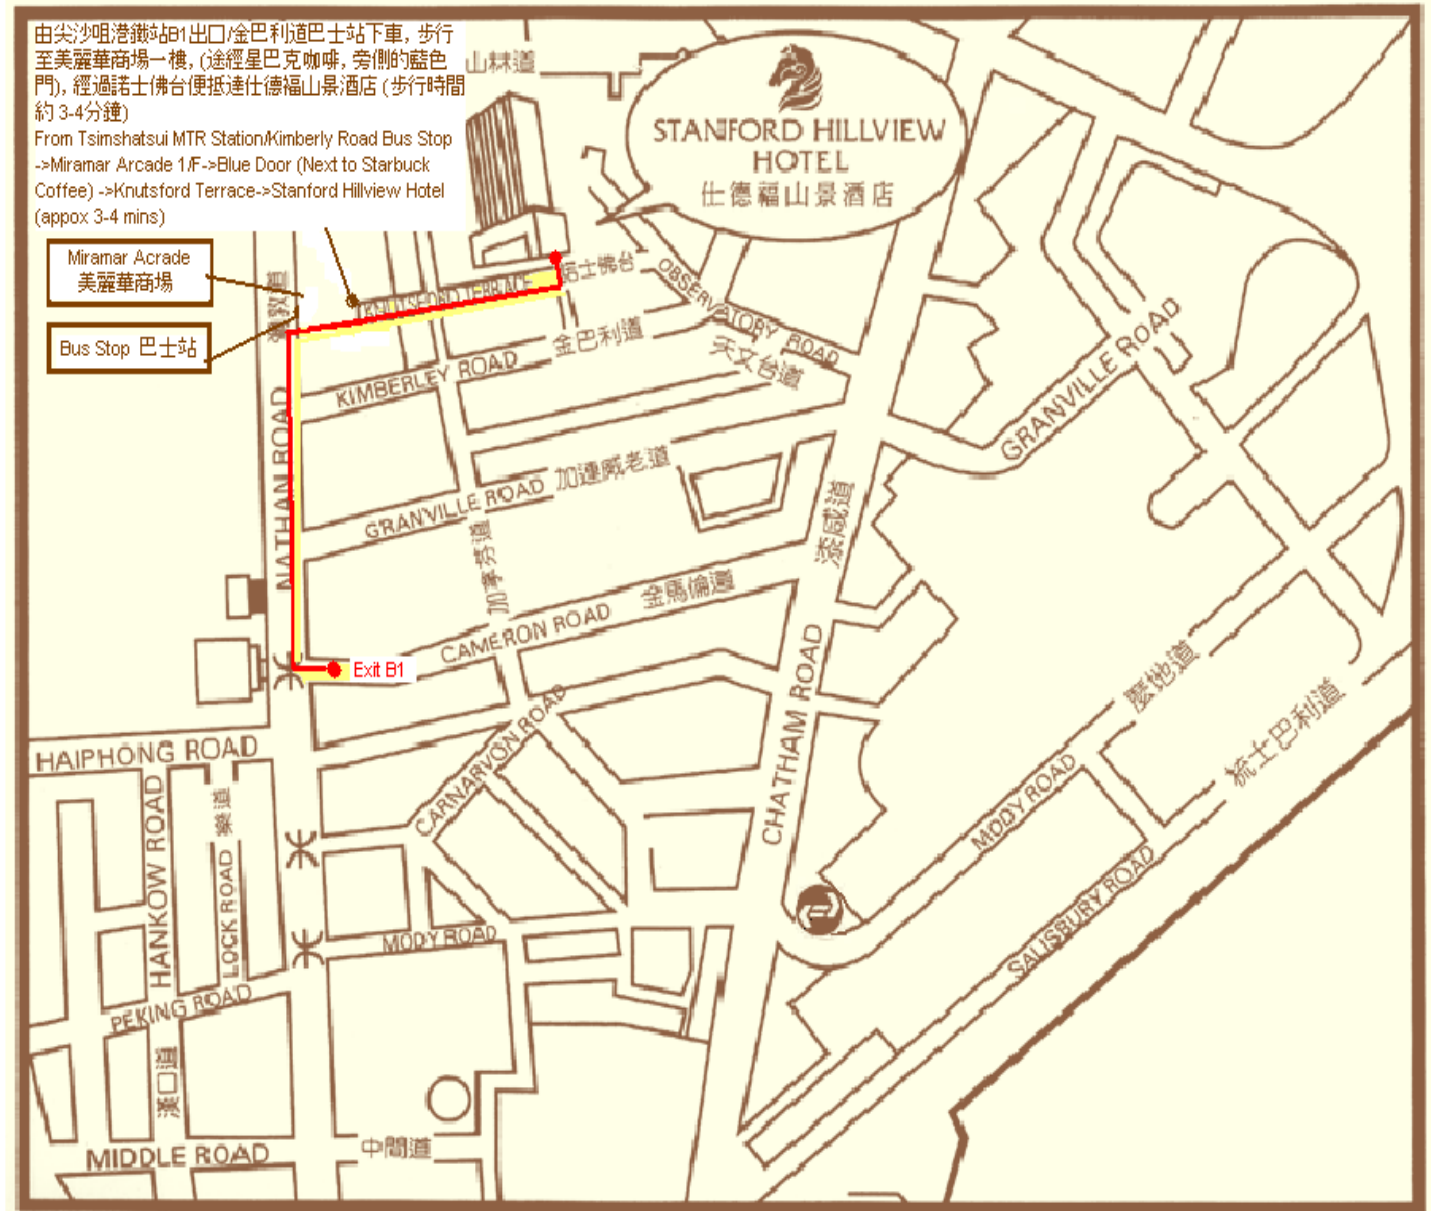 由尖沙咀港鐵站B1出口/金巴利道巴士站下車, 步行
至美麗華商場一樓, (途經星巴克咖啡, 旁側的藍色
門), 經過諾士佛台便抵達仕德福山景酒店 (步行時間
約 3-4分鐘)
From Tsimshatsui MTR Station/Kimberly Road Bus Stop
->Miramar Arcade 1/F->Blue Door (Next to Starbuck
Coffee) ->Knutsford Terrace->Stanford Hillview Hotel
(appox 3-4 mins)
山林道
STANFORD HILLVIEW
HOTEL
仕德福山景酒店
Miramar Acrade
美麗華商場
Bus Stop 巴士站
KNUTSFORD TERRACE
諾士佛台
OBSERVATORY ROAD
天文台道
KIMBERLEY ROAD
金巴利道
NATHAN ROAD
GRANVILLE ROAD
GRANVILLE ROAD
加連威老道
加拿芬道
漆咸道
CAMERON ROAD
金馬倫道
Exit B1
CHATHAM ROAD
CARNARVON ROAD
HAIPHONG ROAD
HANKOW ROAD
LOCK ROAD
樂道
MODY ROAD
MODY ROAD
麼地道
梳士巴利道
SALISBURY ROAD
PEKING ROAD
漢口道
MIDDLE ROAD
中間道